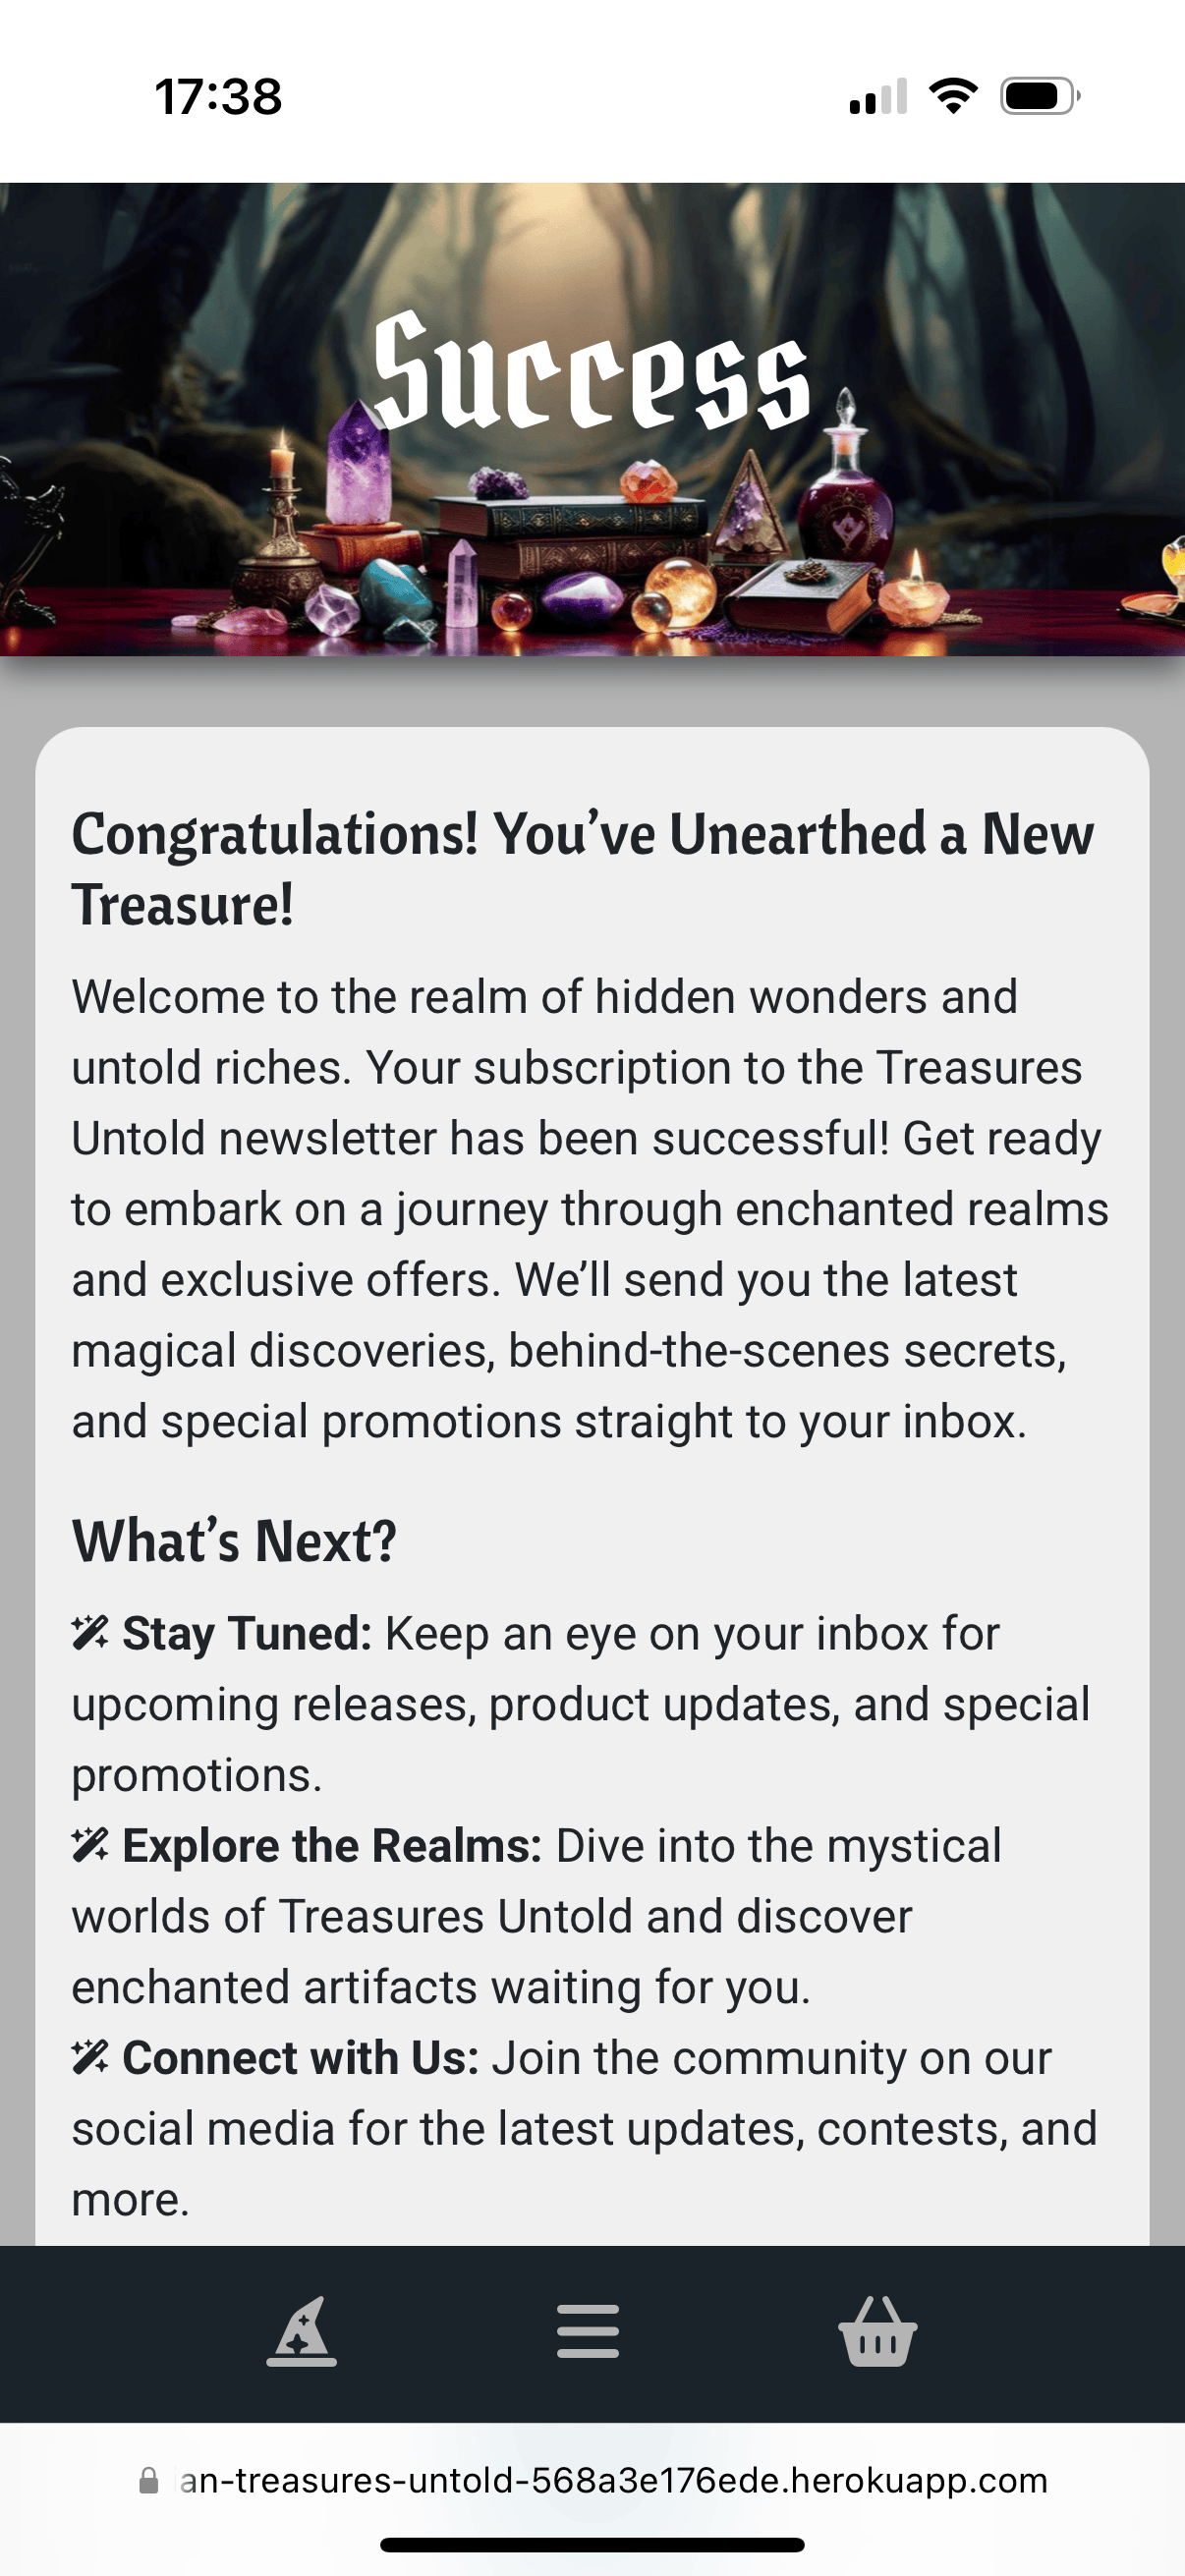 17:38
Success
Congratulations! You’ve Unearthed a New
Treasure!
Welcome to the realm of hidden wonders and
untold riches. Your subscription to the Treasures
Untold newsletter has been successful! Get ready
to embark on a journey through enchanted realms
and exclusive offers. We’ll send you the latest
magical discoveries, behind-the-scenes secrets,
and special promotions straight to your inbox.
What’s Next?
Stay Tuned: Keep an eye on your inbox for
upcoming releases, product updates, and special
promotions.
Explore the Realms: Dive into the mystical
worlds of Treasures Untold and discover
enchanted artifacts waiting for you.
Connect with Us: Join the community on our
social media for the latest updates, contests, and
more.
an-treasures-untold-568a3e176ede.herokuapp.com